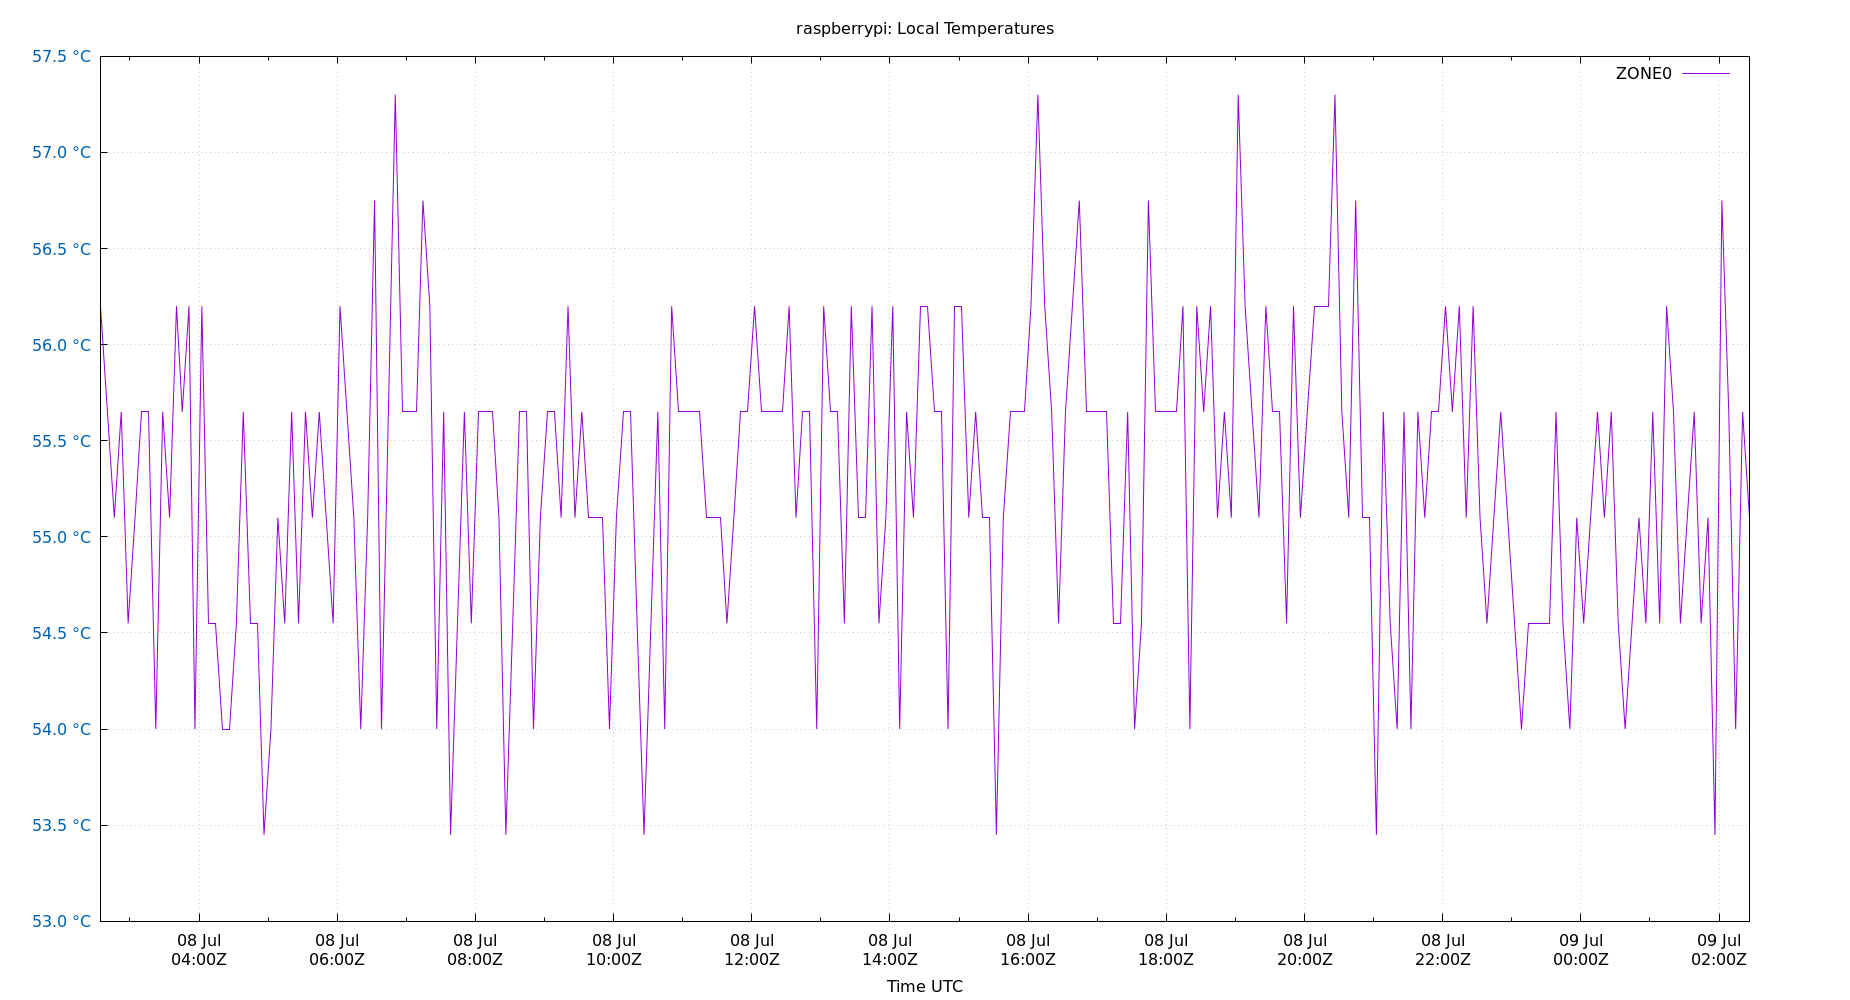 raspberrypi: Local Temperatures
57.5 °C
ZONE0
57.0 °C
56.5 °C
56.0 °C
55.5 °C
55.0 °C
54.5 °C
54.0 °C
53.5 °C
53.0 °C
08 Jul 08 Jul 08 Jul 08 Jul 08 Jul 08 Jul 08 Jul 08 Jul 08 Jul 08 Jul 09 Jul 09 Jul
04:00Z 06:00Z 08:00Z 10:00Z 12:00Z 14:00Z 16:00Z 18:00Z 20:00Z 22:00Z 00:00Z 02:00Z
Time UTC